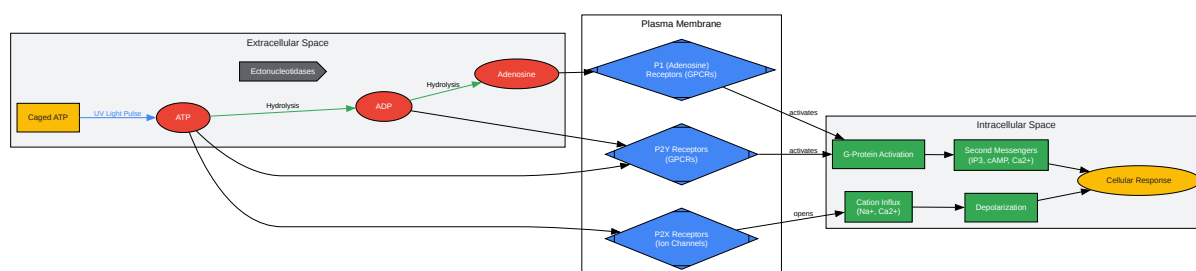 Plasma Membrane
Extracellular Space
Ectonucleotidases
Adenosine
P1 (Adenosine)
Receptors (GPCRs)
Hydrolysis
Caged ATP
UV Light Pulse
ATP
Hydrolysis
ADP
activates
Intracellular Space
P2Y Receptors
(GPCRs)
activates
G-Protein Activation
Second Messengers
(IP3, cAMP, Ca2+)
Cellular Response
P2X Receptors
(Ion Channels)
opens
Cation Influx
(Na+, Ca2+)
Depolarization